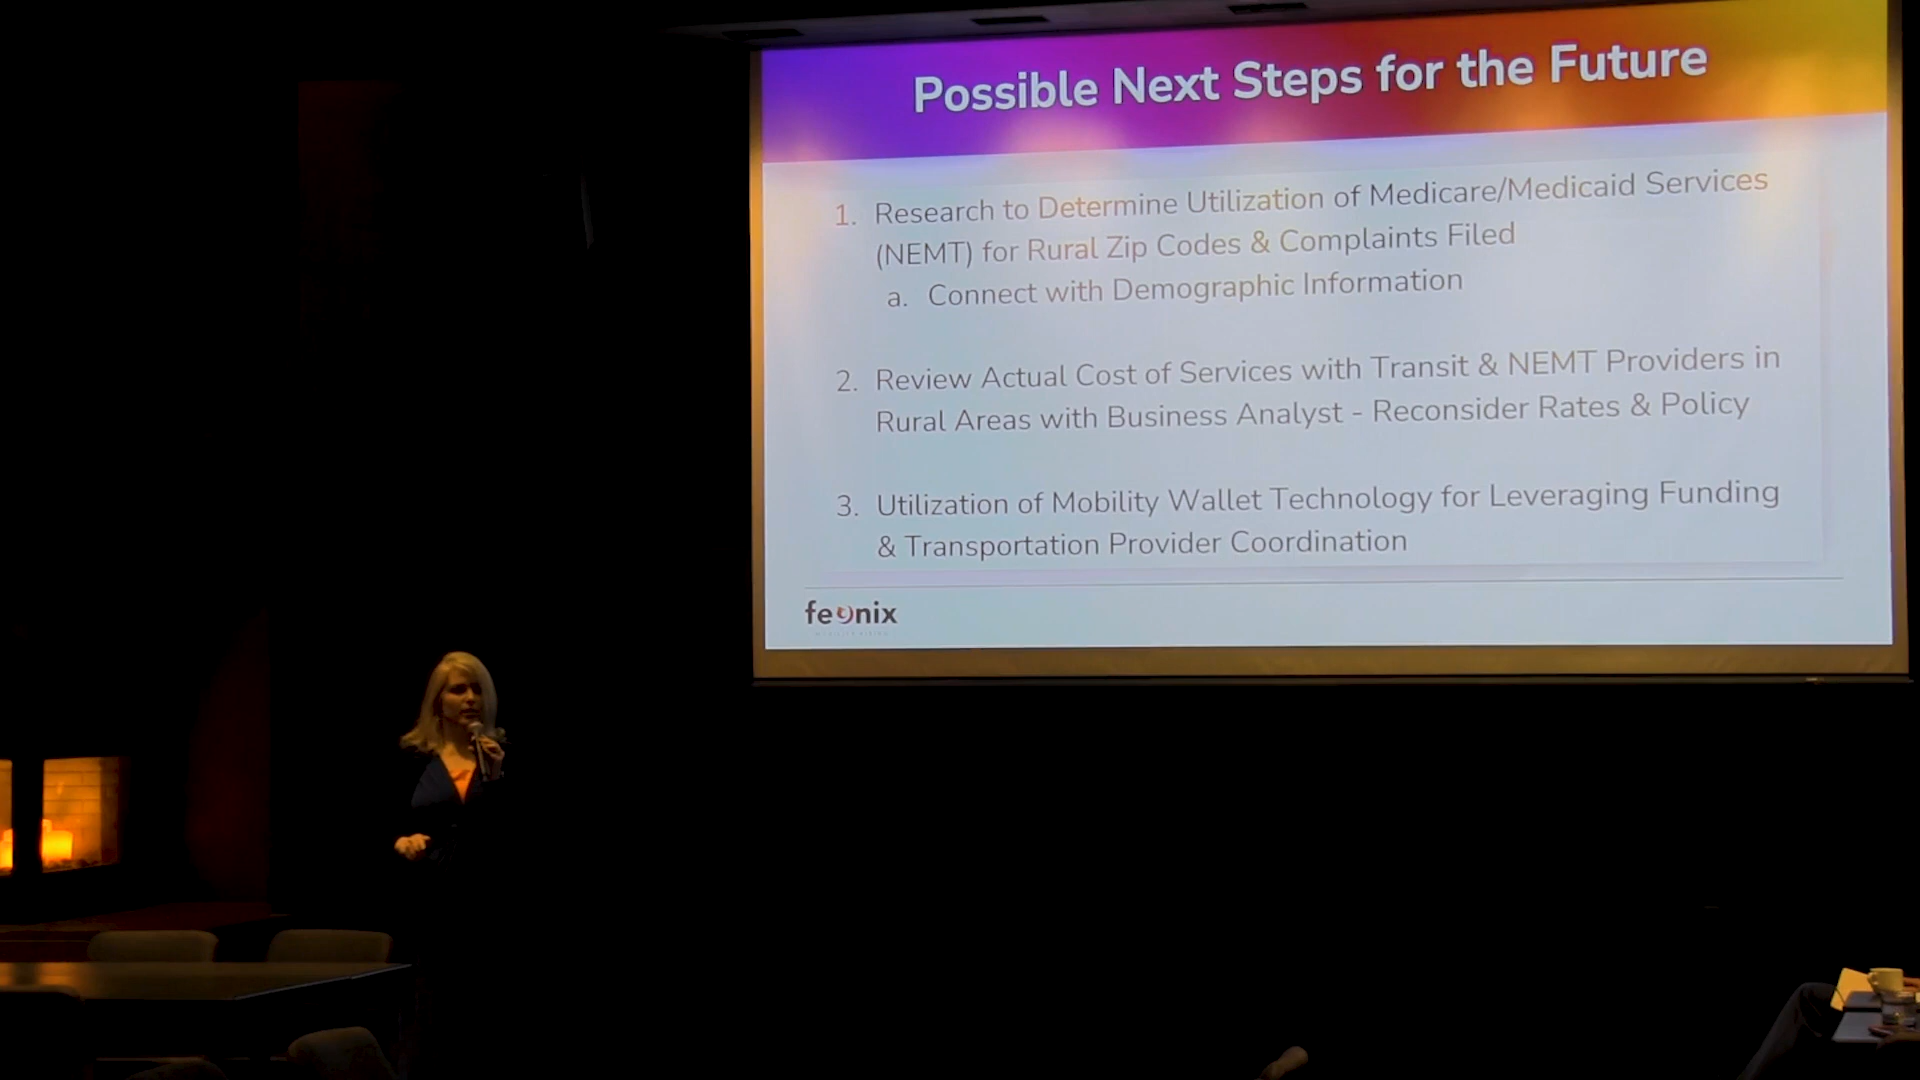 Possible Next Steps for the Future
1. Research to Determine Utilization of Medicare/Medicaid Services
(NEMT) for Rural Zip Codes & Complaints Filed
a. Connect with Demographic Information
2. Review Actual Cost of Services with Transit & NEMT Providers in
Rural Areas with Business Analyst - Reconsider Rates & Policy
3. Utilization of Mobility Wallet Technology for Leveraging Funding
& Transportation Provider Coordination
feonix